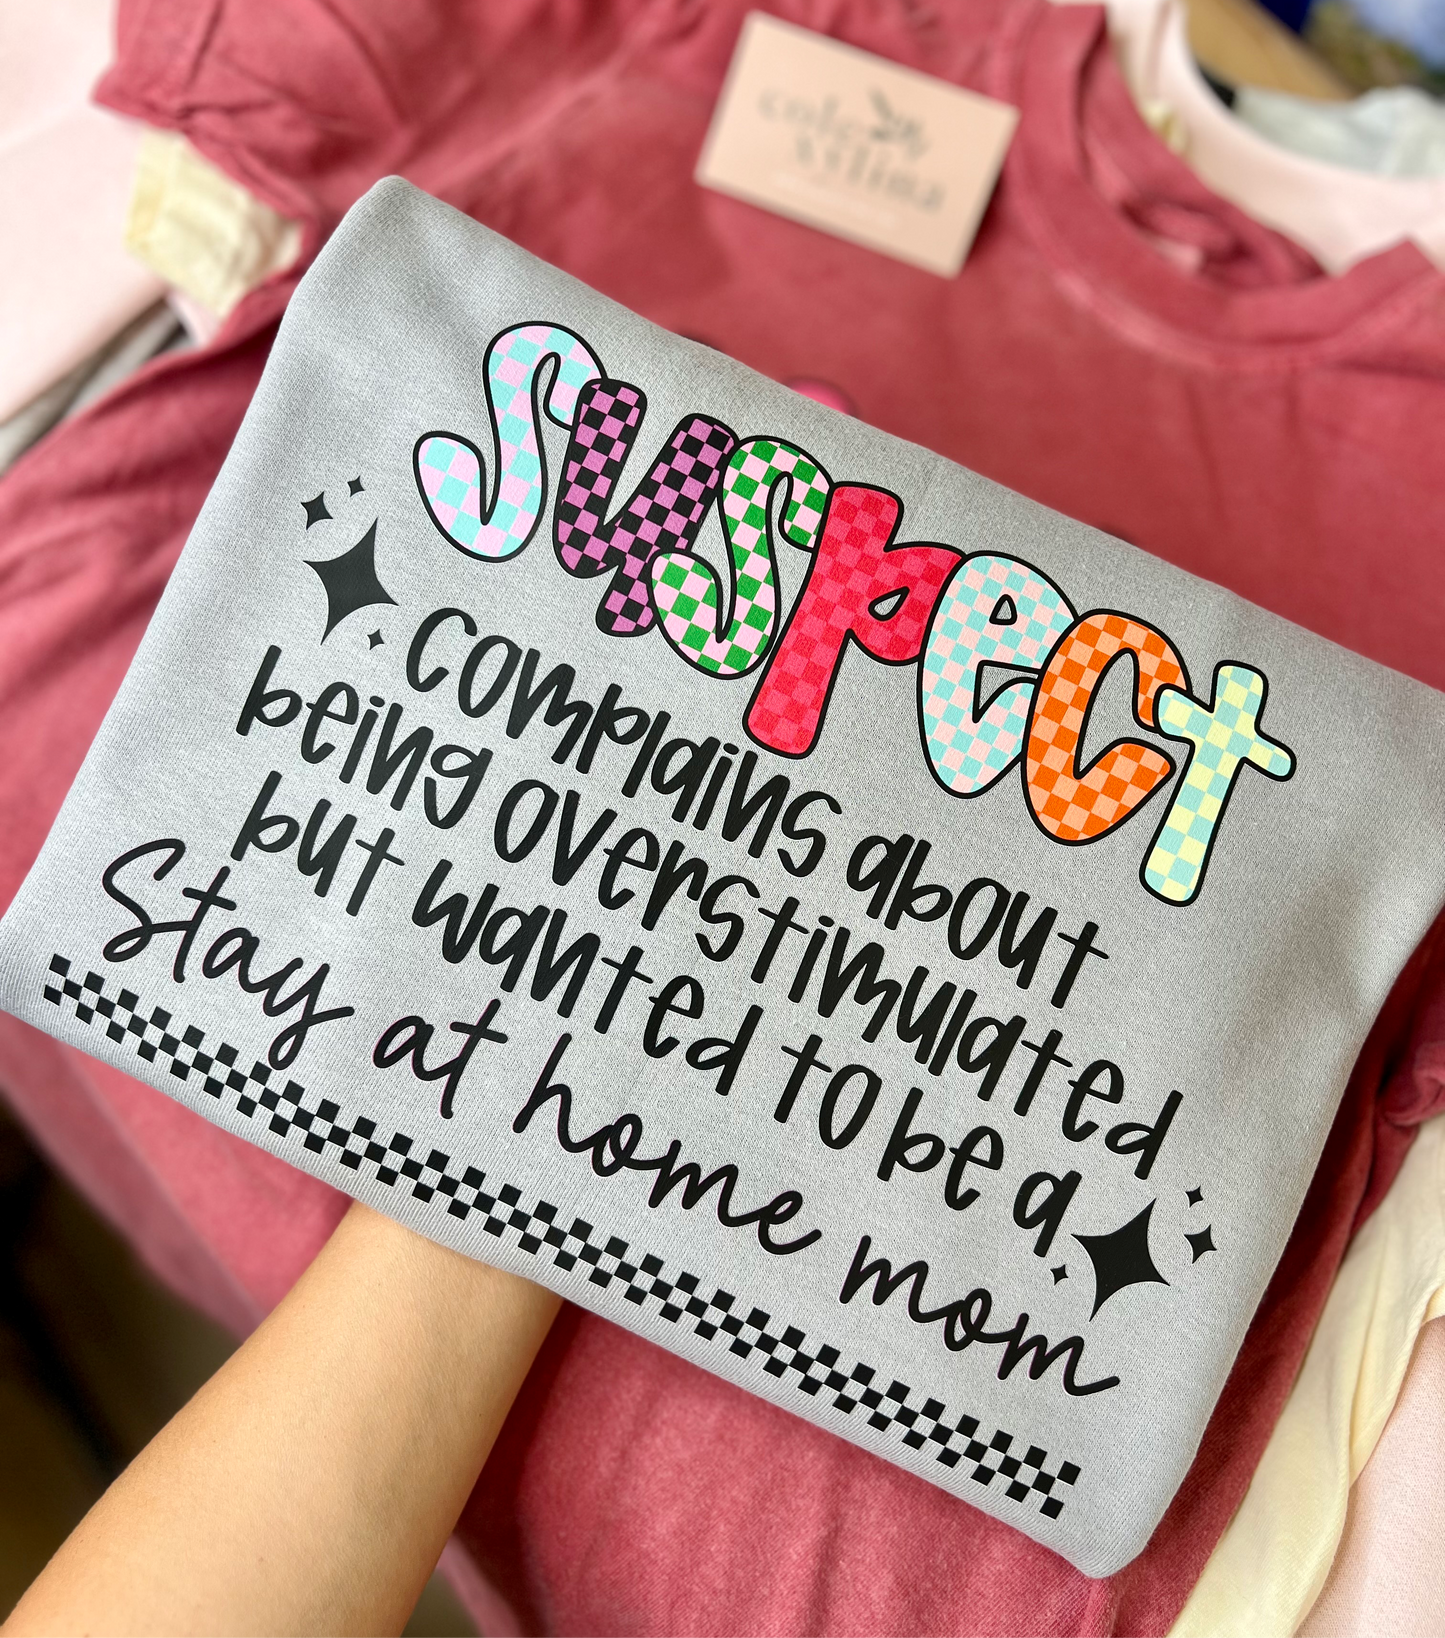 suspect
complains about
being overstimulated
but wanted to be a
Stay at home mom